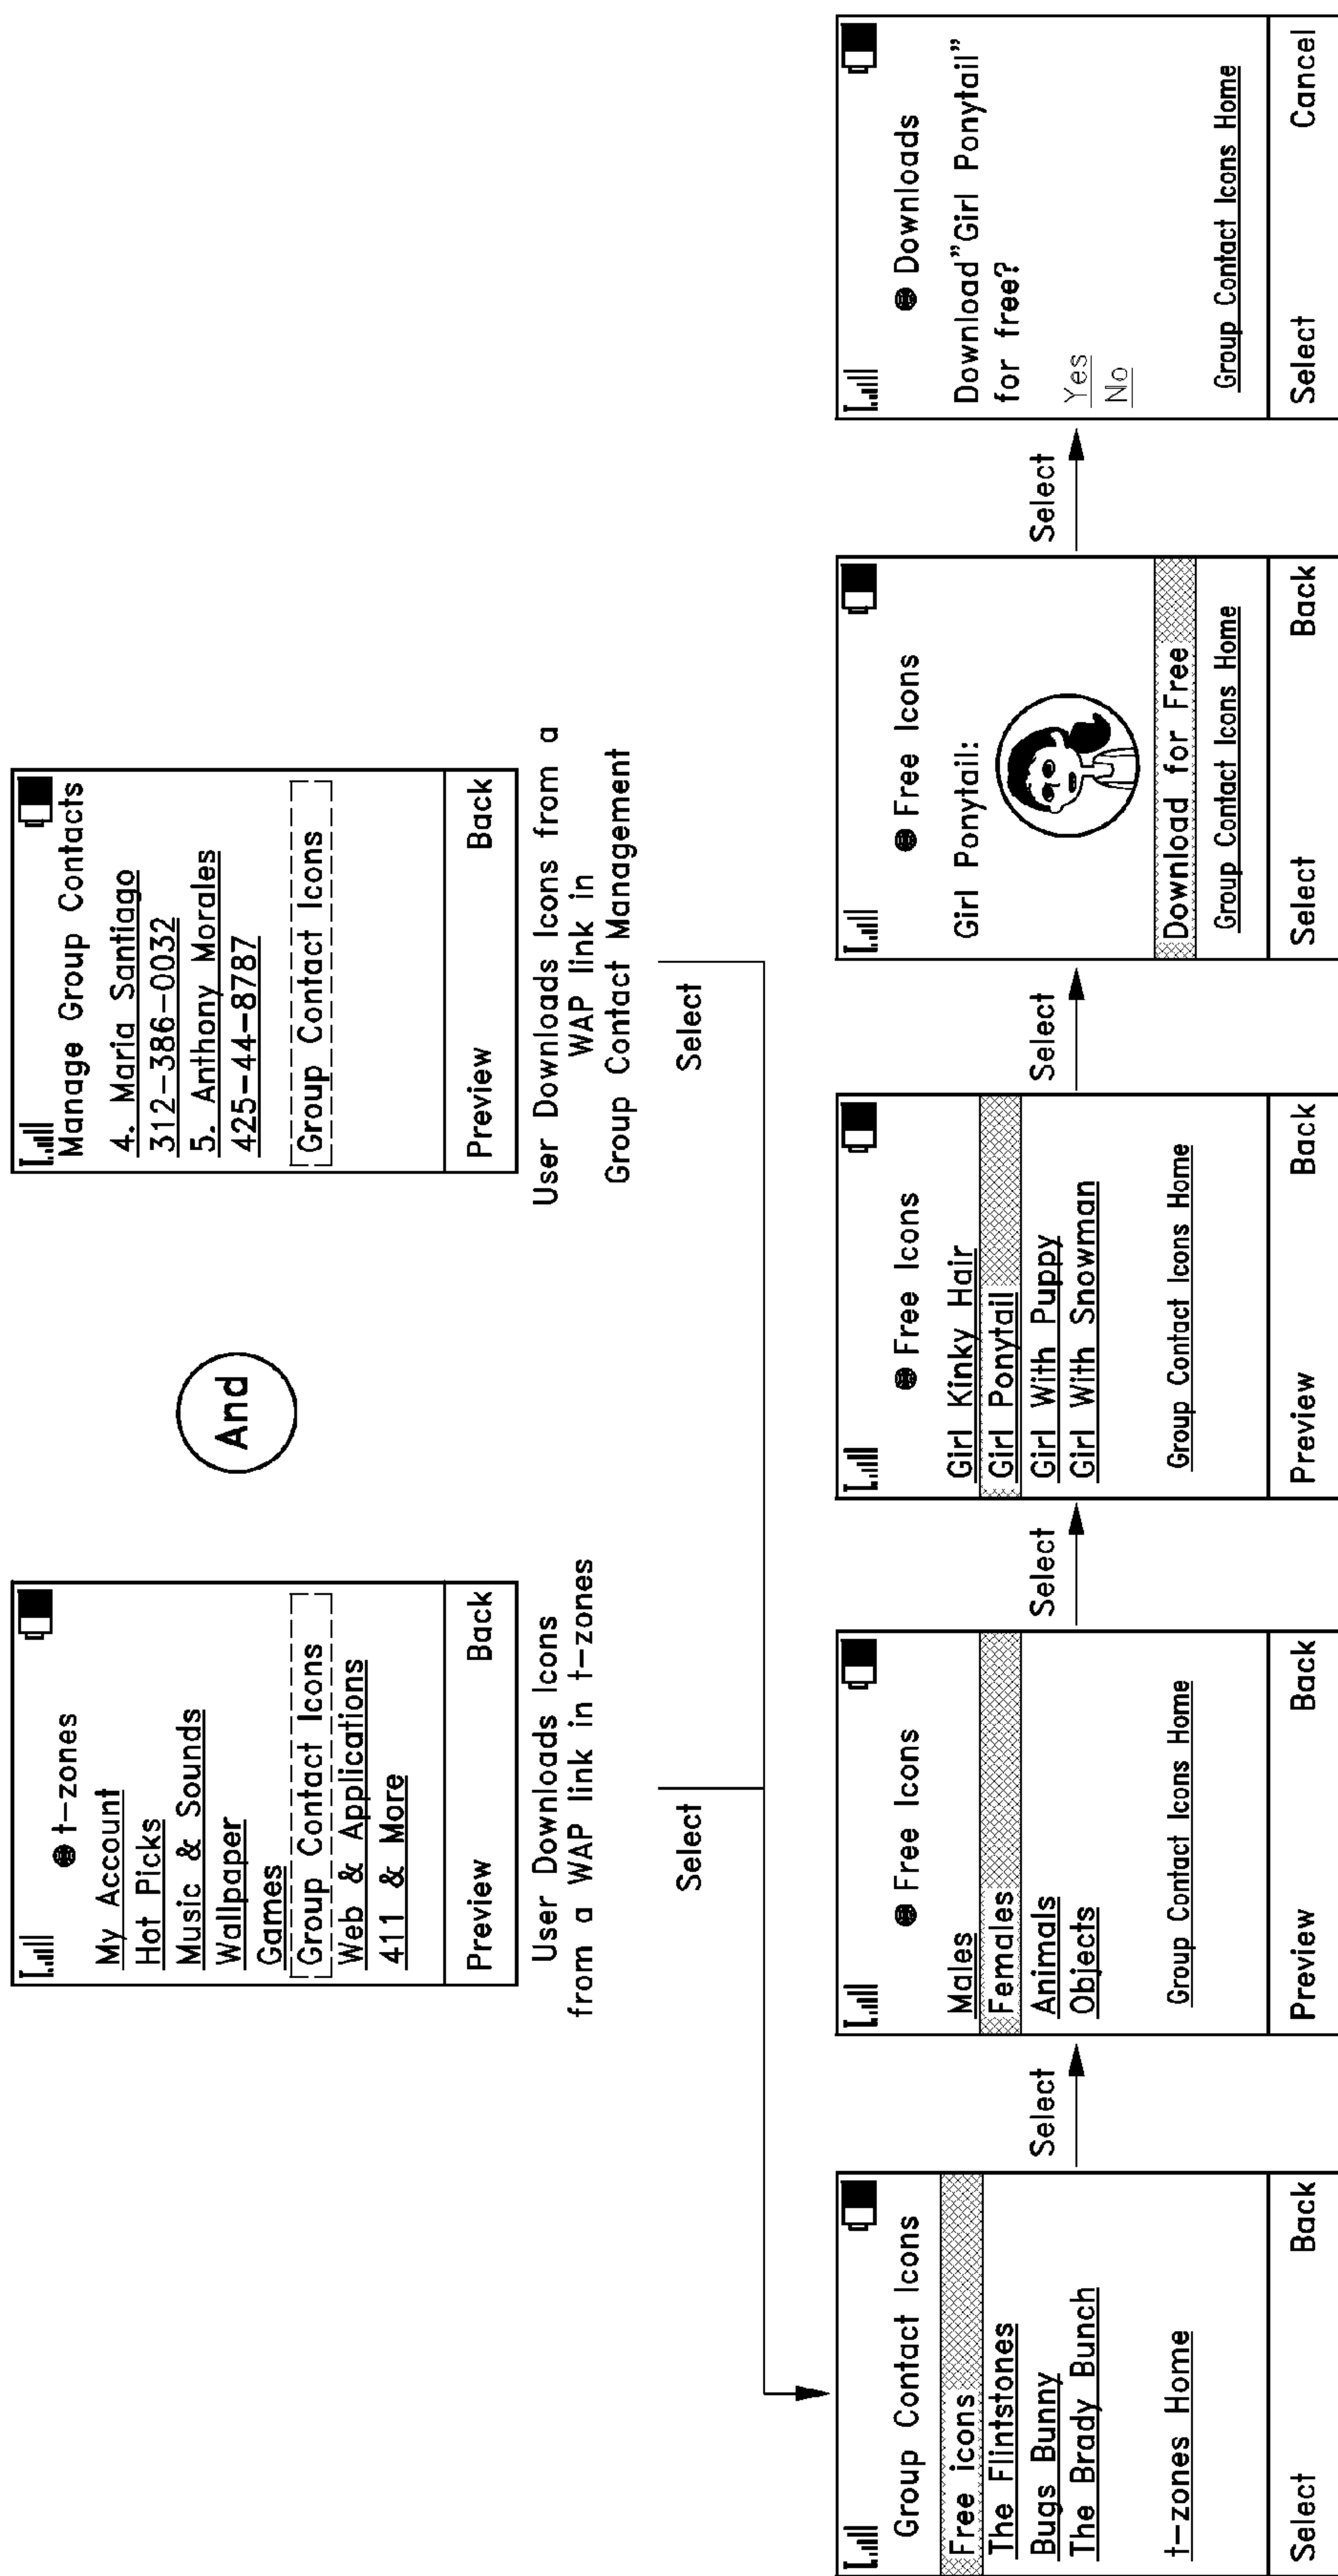 t-zones
My Account
Hot Picks
Music & Sounds
Wallpaper
Games
Group Contact Icons
Web & Applications
411 & More
Preview Back
User Downloads Icons
from a WAP link in t-zones
And
Manage Group Contacts
4. Maria Santiago
312-386-0032
5. Anthony Morales
425-44-8787
Group Contact Icons
Preview Back
User Downloads Icons from a
WAP link in
Group Contact Management
Select
Select
Group Contact Icons
Free icons
The Flintstones
Bugs Bunny
The Brady Bunch
t-zones Home
Select Back
Select
Free Icons
Males
Females
Animals
Objects
Group Contact Icons Home
Preview Back
Select
Free Icons
Girl Kinky Hair
Girl Ponytail
Girl With Puppy
Girl With Snowman
Group Contact Icons Home
Preview Back
Select
Free Icons
Girl Ponytail:
Download for Free
Group Contact Icons Home
Select Back
Select
Downloads
Download"Girl Ponytail"
for free?
Yes
No
Group Contact Icons Home
Select Cancel